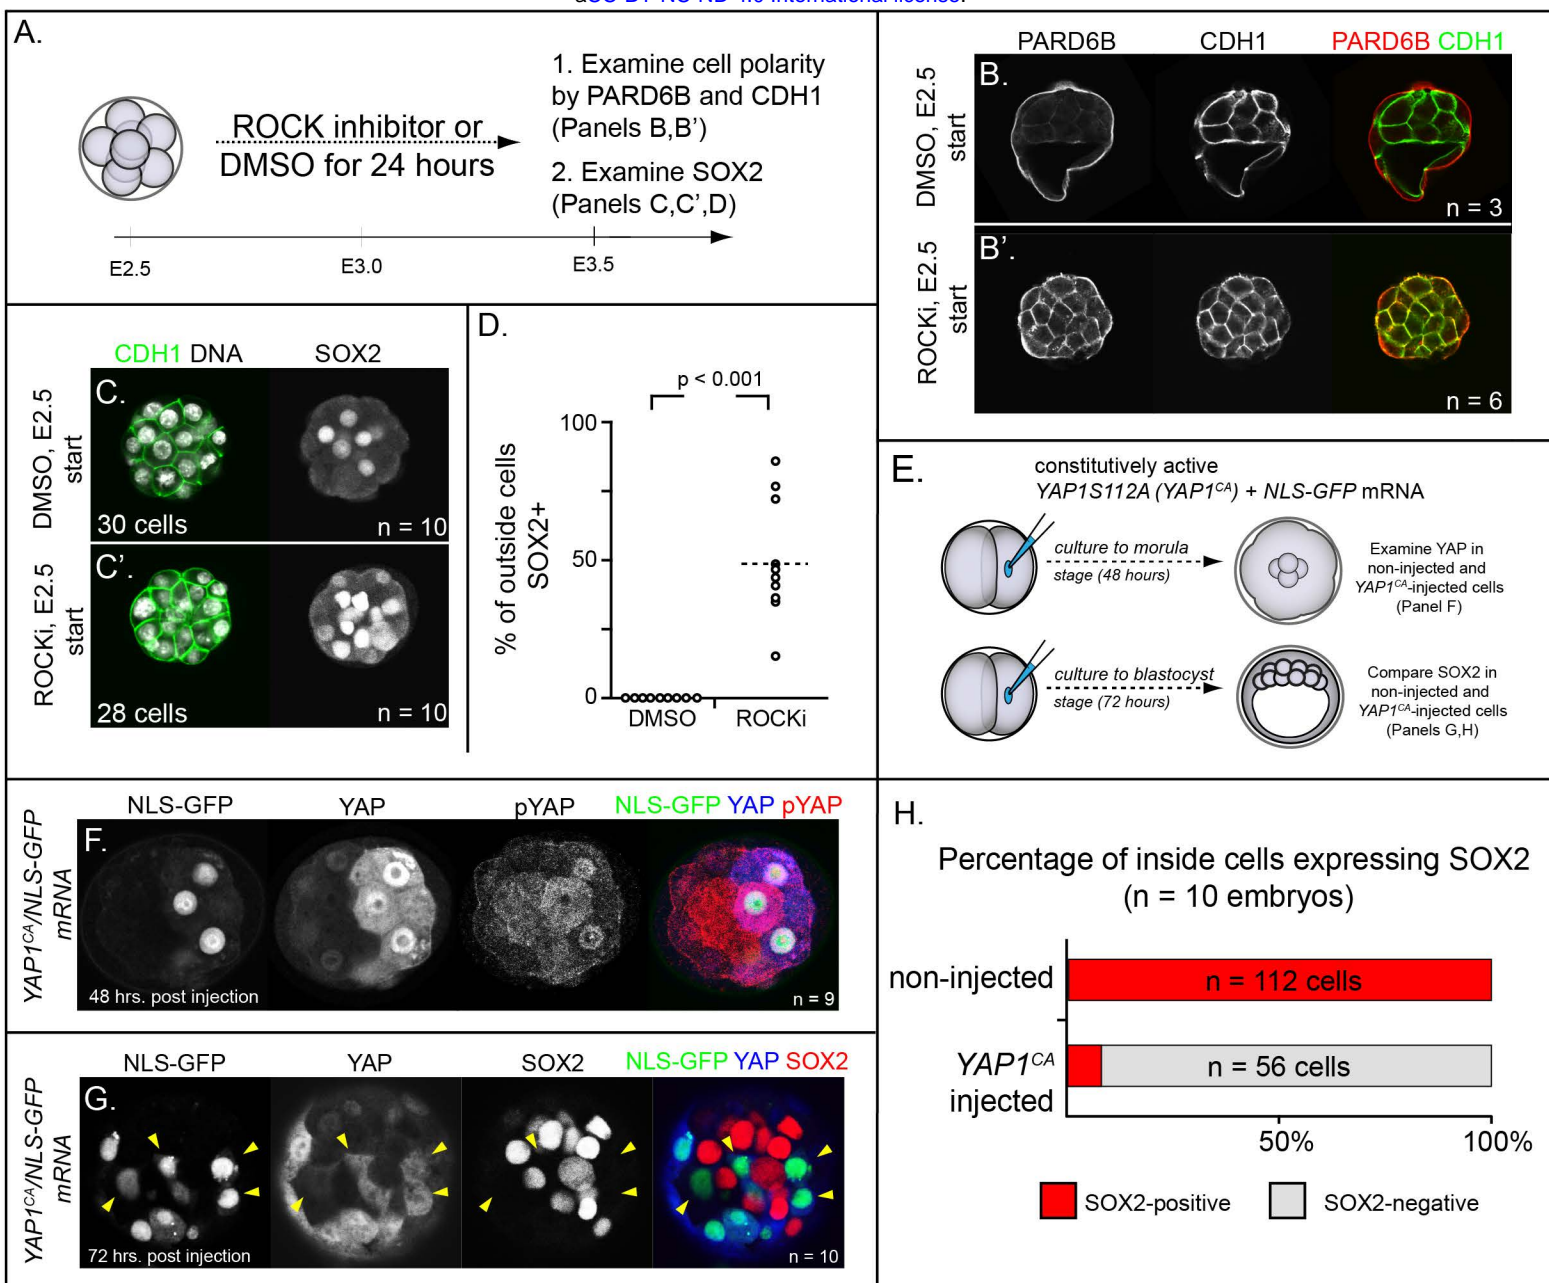 aCC-BY-NC-ND 4.0 International license.
A.
ROCK inhibitor or
DMSO for 24 hours
1. Examine cell polarity
by PARD6B and CDH1
(Panels B,B’)
2. Examine SOX2
(Panels C,C’,D)
E2.5
E3.0
E3.5
PARD6B
CDH1
PARD6B CDH1
B.
DMSO, E2.5
start
n = 3
B’.
ROCKi, E2.5
start
n = 6
CDH1 DNA
SOX2
C.
DMSO, E2.5
start
30 cells
n = 10
C’.
ROCKi, E2.5
start
28 cells
n = 10
D.
p < 0.001
% of outside cells
SOX2+
100
50
0
DMSO
ROCKi
E.
constitutively active
YAP1S112A (YAP1CA) + NLS-GFP mRNA
culture to morula
stage (48 hours)
Examine YAP in
non-injected and
YAP1CA-injected cells
(Panel F)
culture to blastocyst
stage (72 hours)
Compare SOX2 in
non-injected and
YAP1CA-injected cells
(Panels G,H)
NLS-GFP
YAP
pYAP
NLS-GFP YAP pYAP
F.
YAP1CA/NLS-GFP
mRNA
48 hrs. post injection
n = 9
NLS-GFP
YAP
SOX2
NLS-GFP YAP SOX2
G.
YAP1CA/NLS-GFP
mRNA
72 hrs. post injection
n = 10
H.
Percentage of inside cells expressing SOX2
(n = 10 embryos)
non-injected
n = 112 cells
YAP1CA
injected
n = 56 cells
50%
100%
SOX2-positive
SOX2-negative